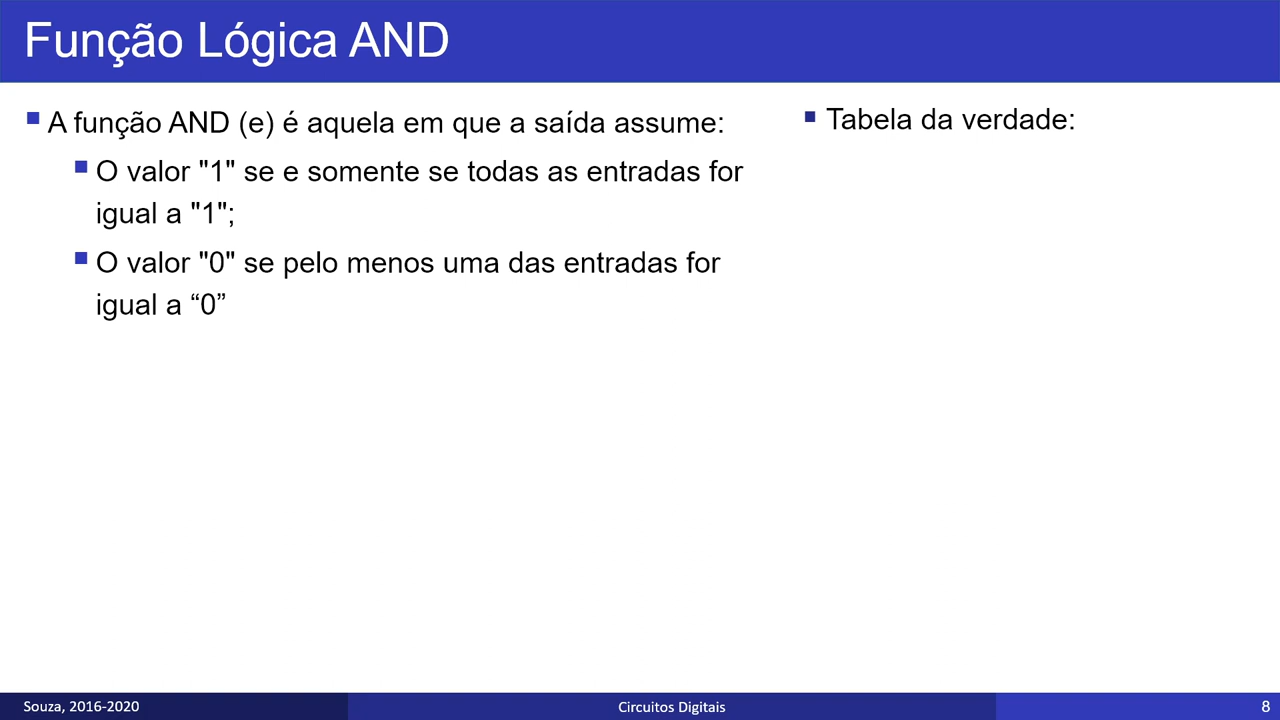 Função Lógica AND
A função AND (e) é aquela em que a saída assume:
O valor "1" se e somente se todas as entradas for
igual a "1";
O valor "0" se pelo menos uma das entradas for
igual a “0”
Tabela da verdade:
Souza, 2016-2020
Circuitos Digitais
8